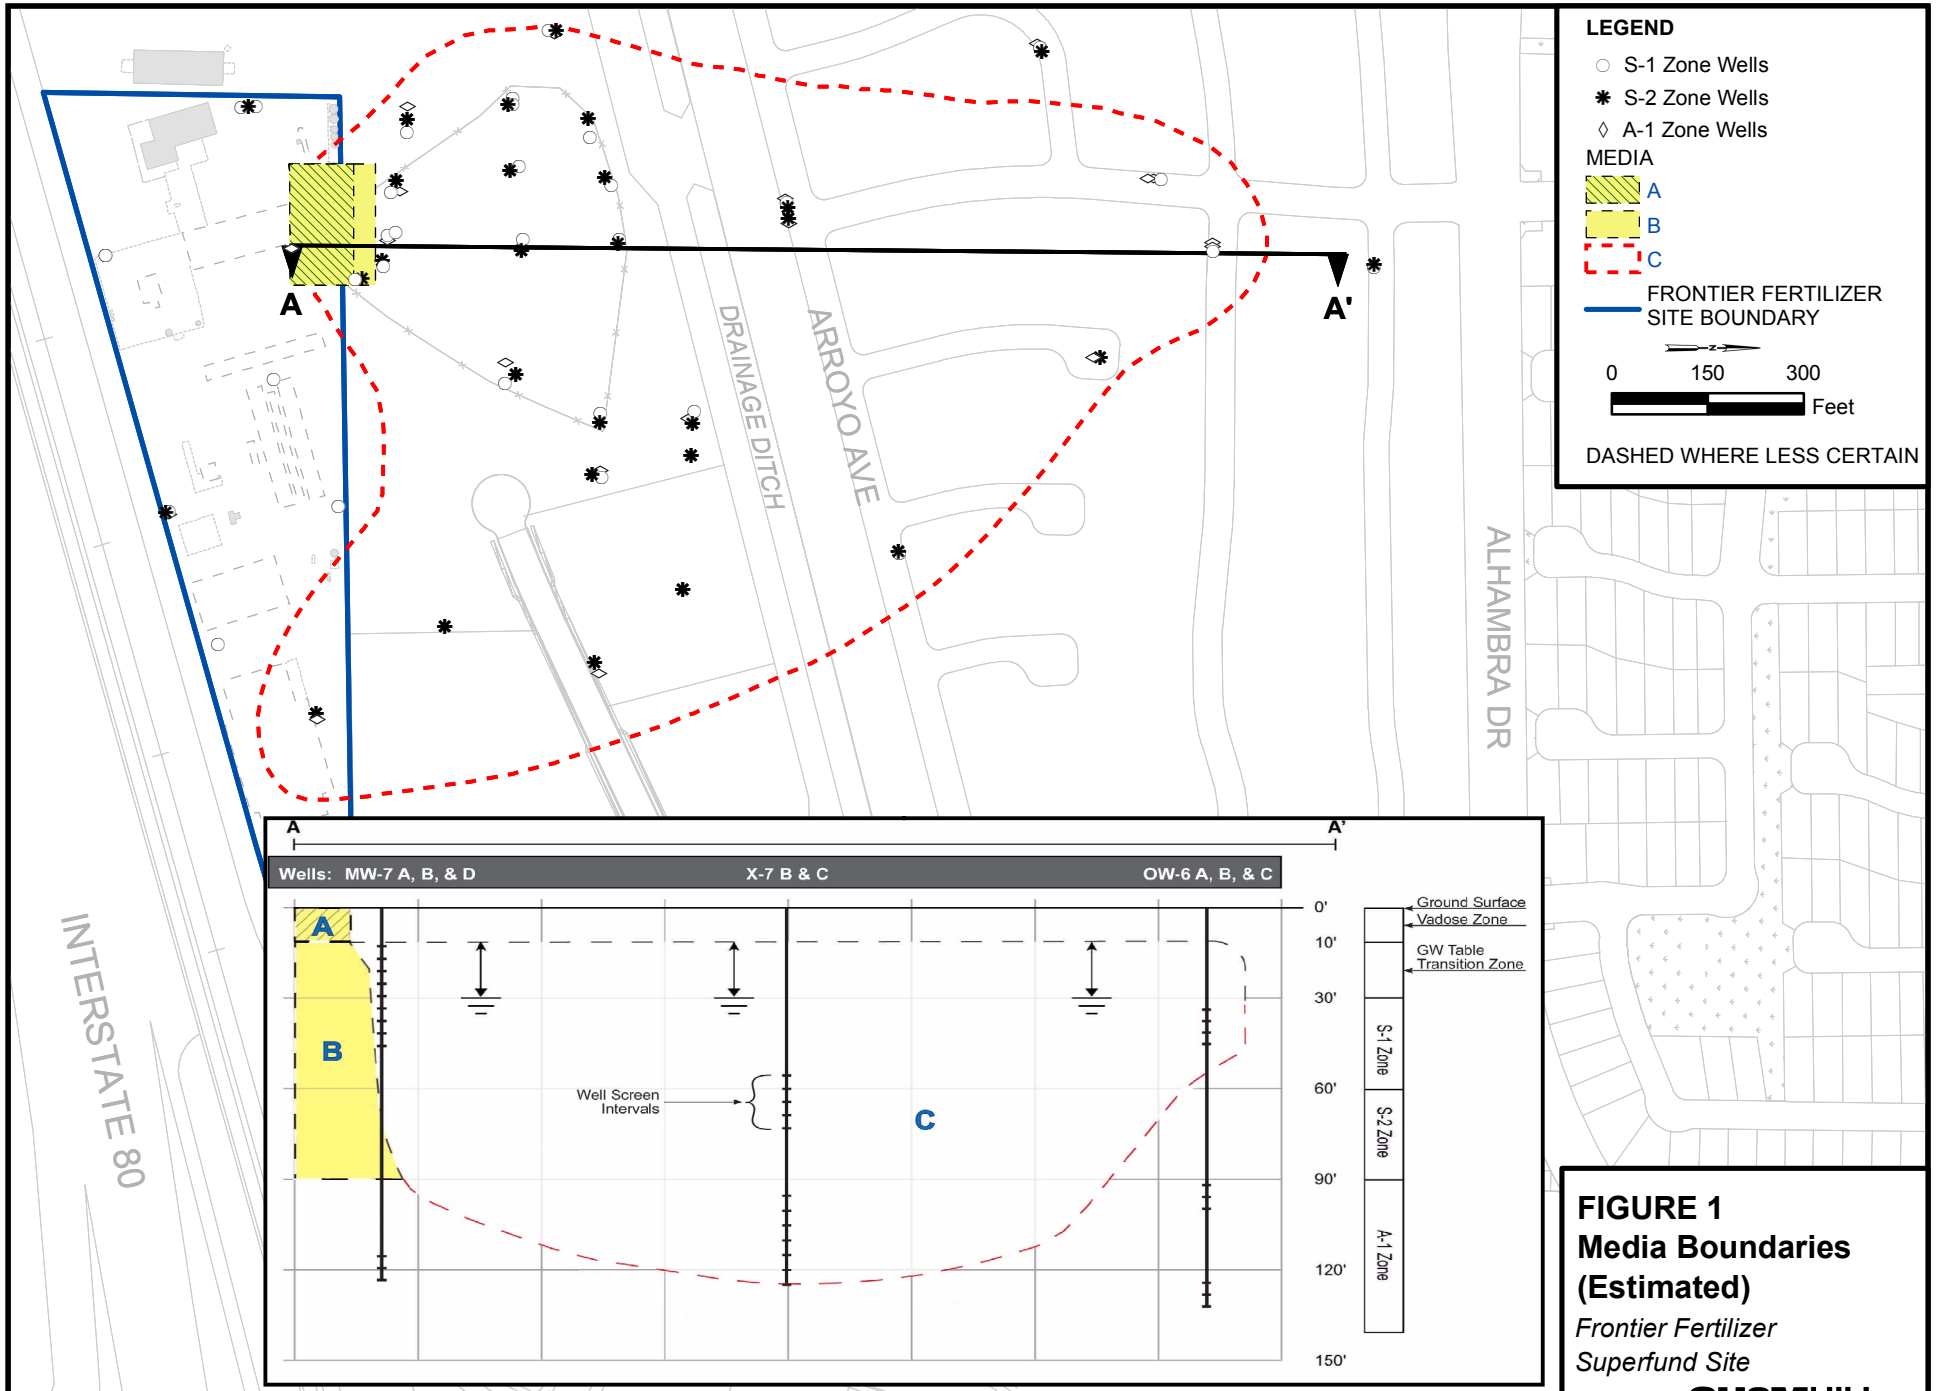 LEGEND
S-1 Zone Wells
S-2 Zone Wells
A-1 Zone Wells
MEDIA
A
B
C
FRONTIER FERTILIZER
SITE BOUNDARY
N
0 150 300
Feet
DASHED WHERE LESS CERTAIN
A
A'
DRAINAGE DITCH
ARROYO AVE
ALHAMBRA DR
INTERSTATE 80
A
A'
Wells: MW-7 A, B, & D
X-7 B & C
OW-6 A, B, & C
A
B
C
Well Screen
Intervals
0'
10'
30'
60'
90'
120'
150'
Ground Surface
Vadose Zone
GW Table
Transition Zone
S-1 Zone
S-2 Zone
A-1 Zone
FIGURE 1
Media Boundaries
(Estimated)
Frontier Fertilizer
Superfund Site